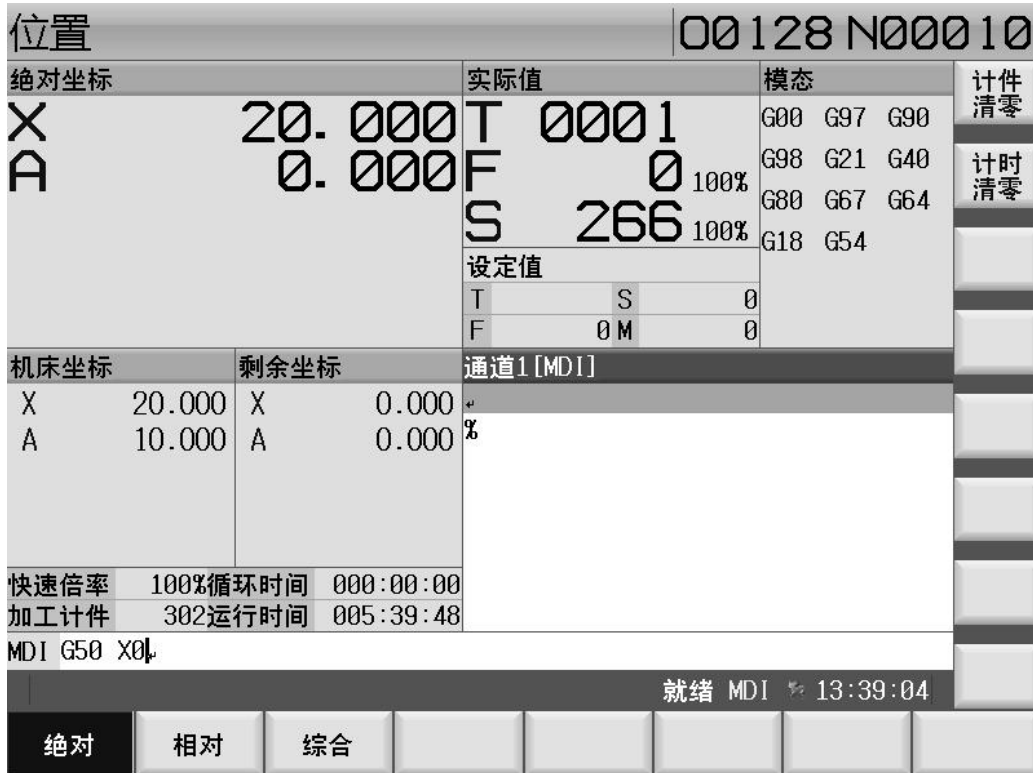 位置 O0128 N00010
绝对坐标 实际值 模态 计件
清零
X 20.000 T 0001 G00 G97 G90
A 0.000 F 0 100% G98 G21 G40 计时
清零
S 266 100% G80 G67 G64
G18 G54
设定值
T S 0
F 0 M 0
机床坐标 剩余坐标 通道1[MDI]
X 20.000 X 0.000
A 10.000 A 0.000 %
快速倍率 100% 循环时间 000:00:00
加工计件 302 运行时间 005:39:48
MDI G50 X0
就绪 MDI 13:39:04
绝对 相对 综合